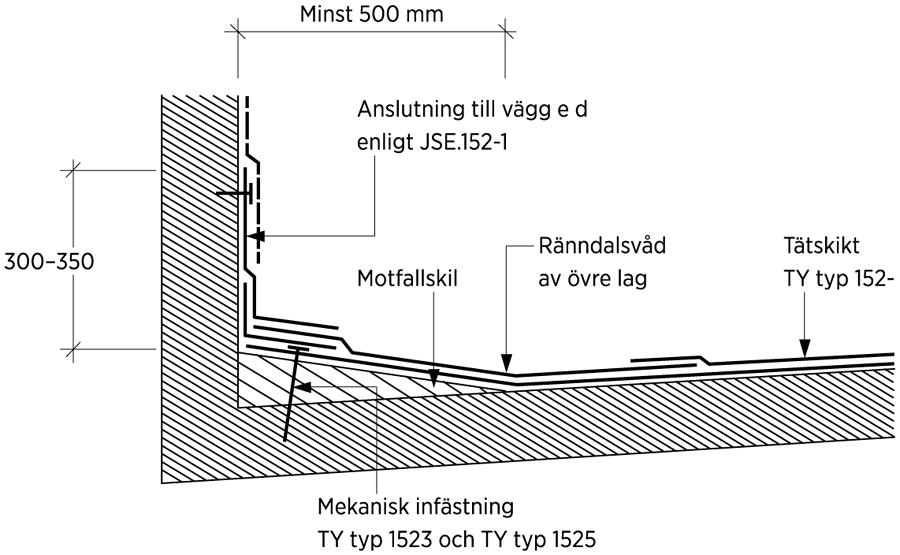 Minst 500 mm
Anslutning till vägg e d
enligt JSE.152-1
300–350
Motfallskil
Ränndalsvåd
av övre lag
Tätskikt
TY typ 152-
Mekanisk infästning
TY typ 1523 och TY typ 1525